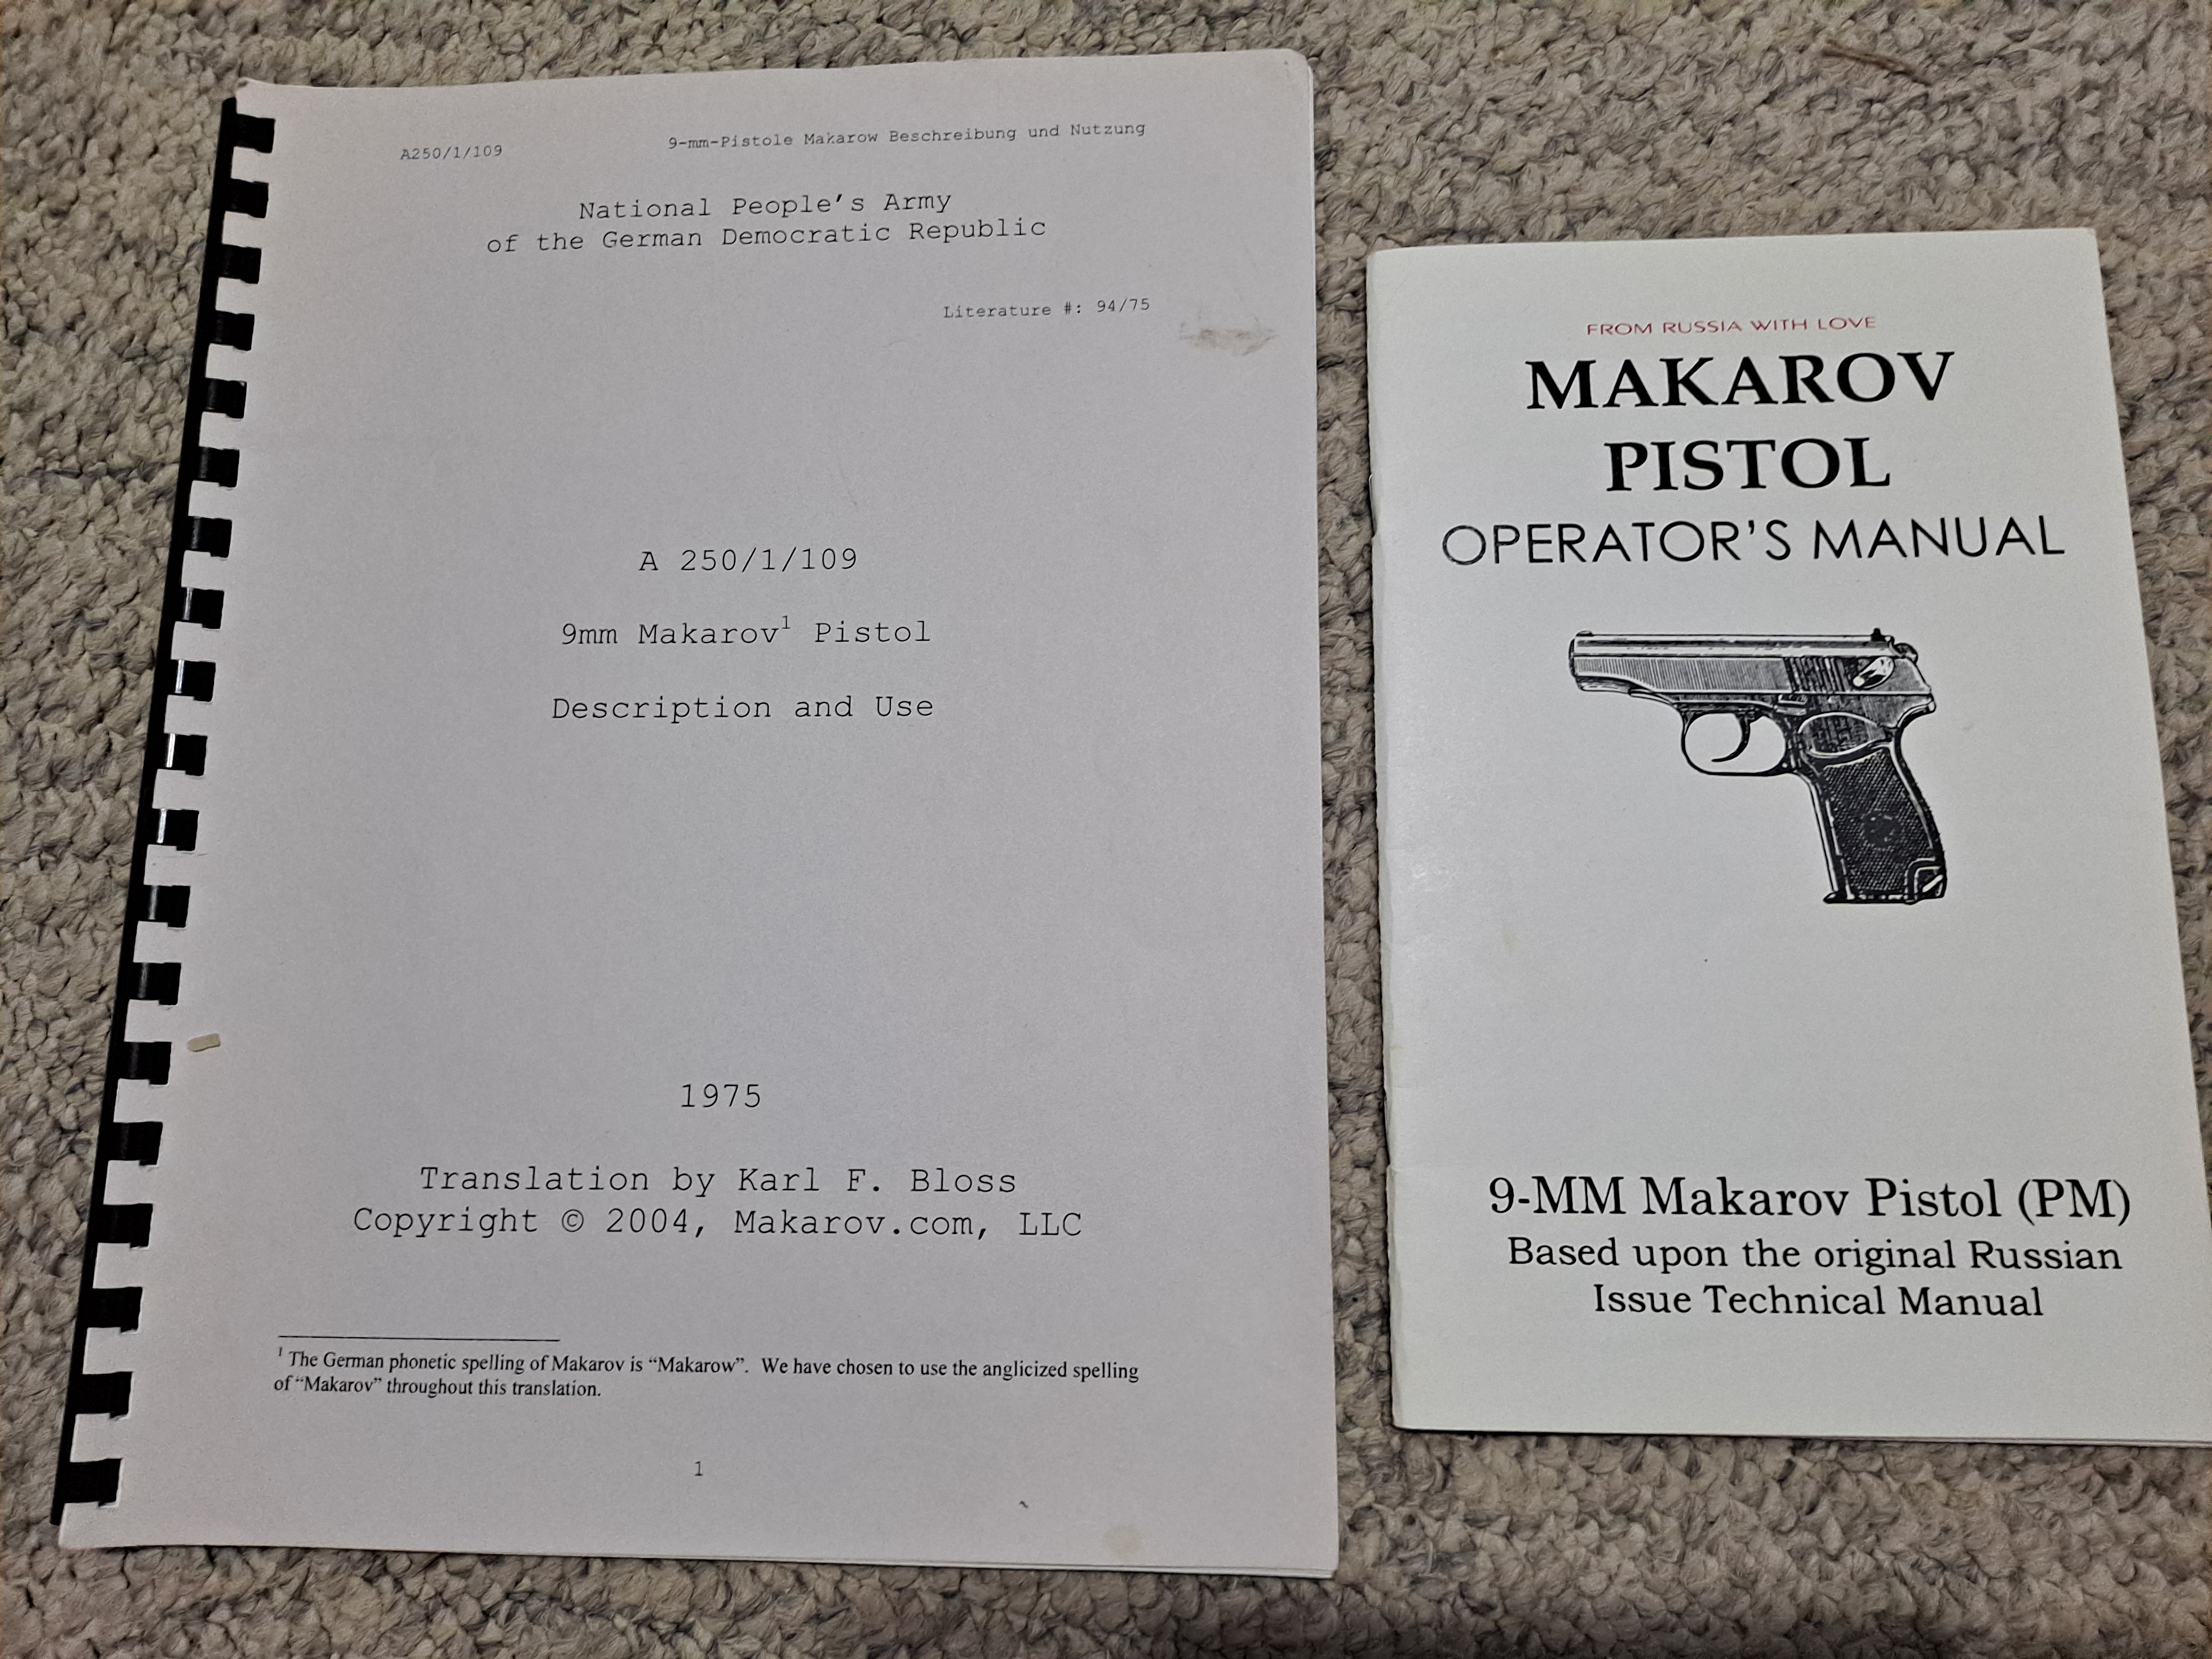 A250/1/109
9-mm-Pistole Makarow Beschreibung und Nutzung
National People's Army
of the German Democratic Republic
Literature #: 94/75
A 250/1/109
9mm Makarov¹ Pistol
Description and Use
1975
Translation by Karl F. Bloss
Copyright © 2004, Makarov.com, LLC
¹ The German phonetic spelling of Makarov is “Makarow”. We have chosen to use the anglicized spelling
of “Makarov” throughout this translation.
1
FROM RUSSIA WITH LOVE
MAKAROV
PISTOL
OPERATOR'S MANUAL
9-MM Makarov Pistol (PM)
Based upon the original Russian
Issue Technical Manual